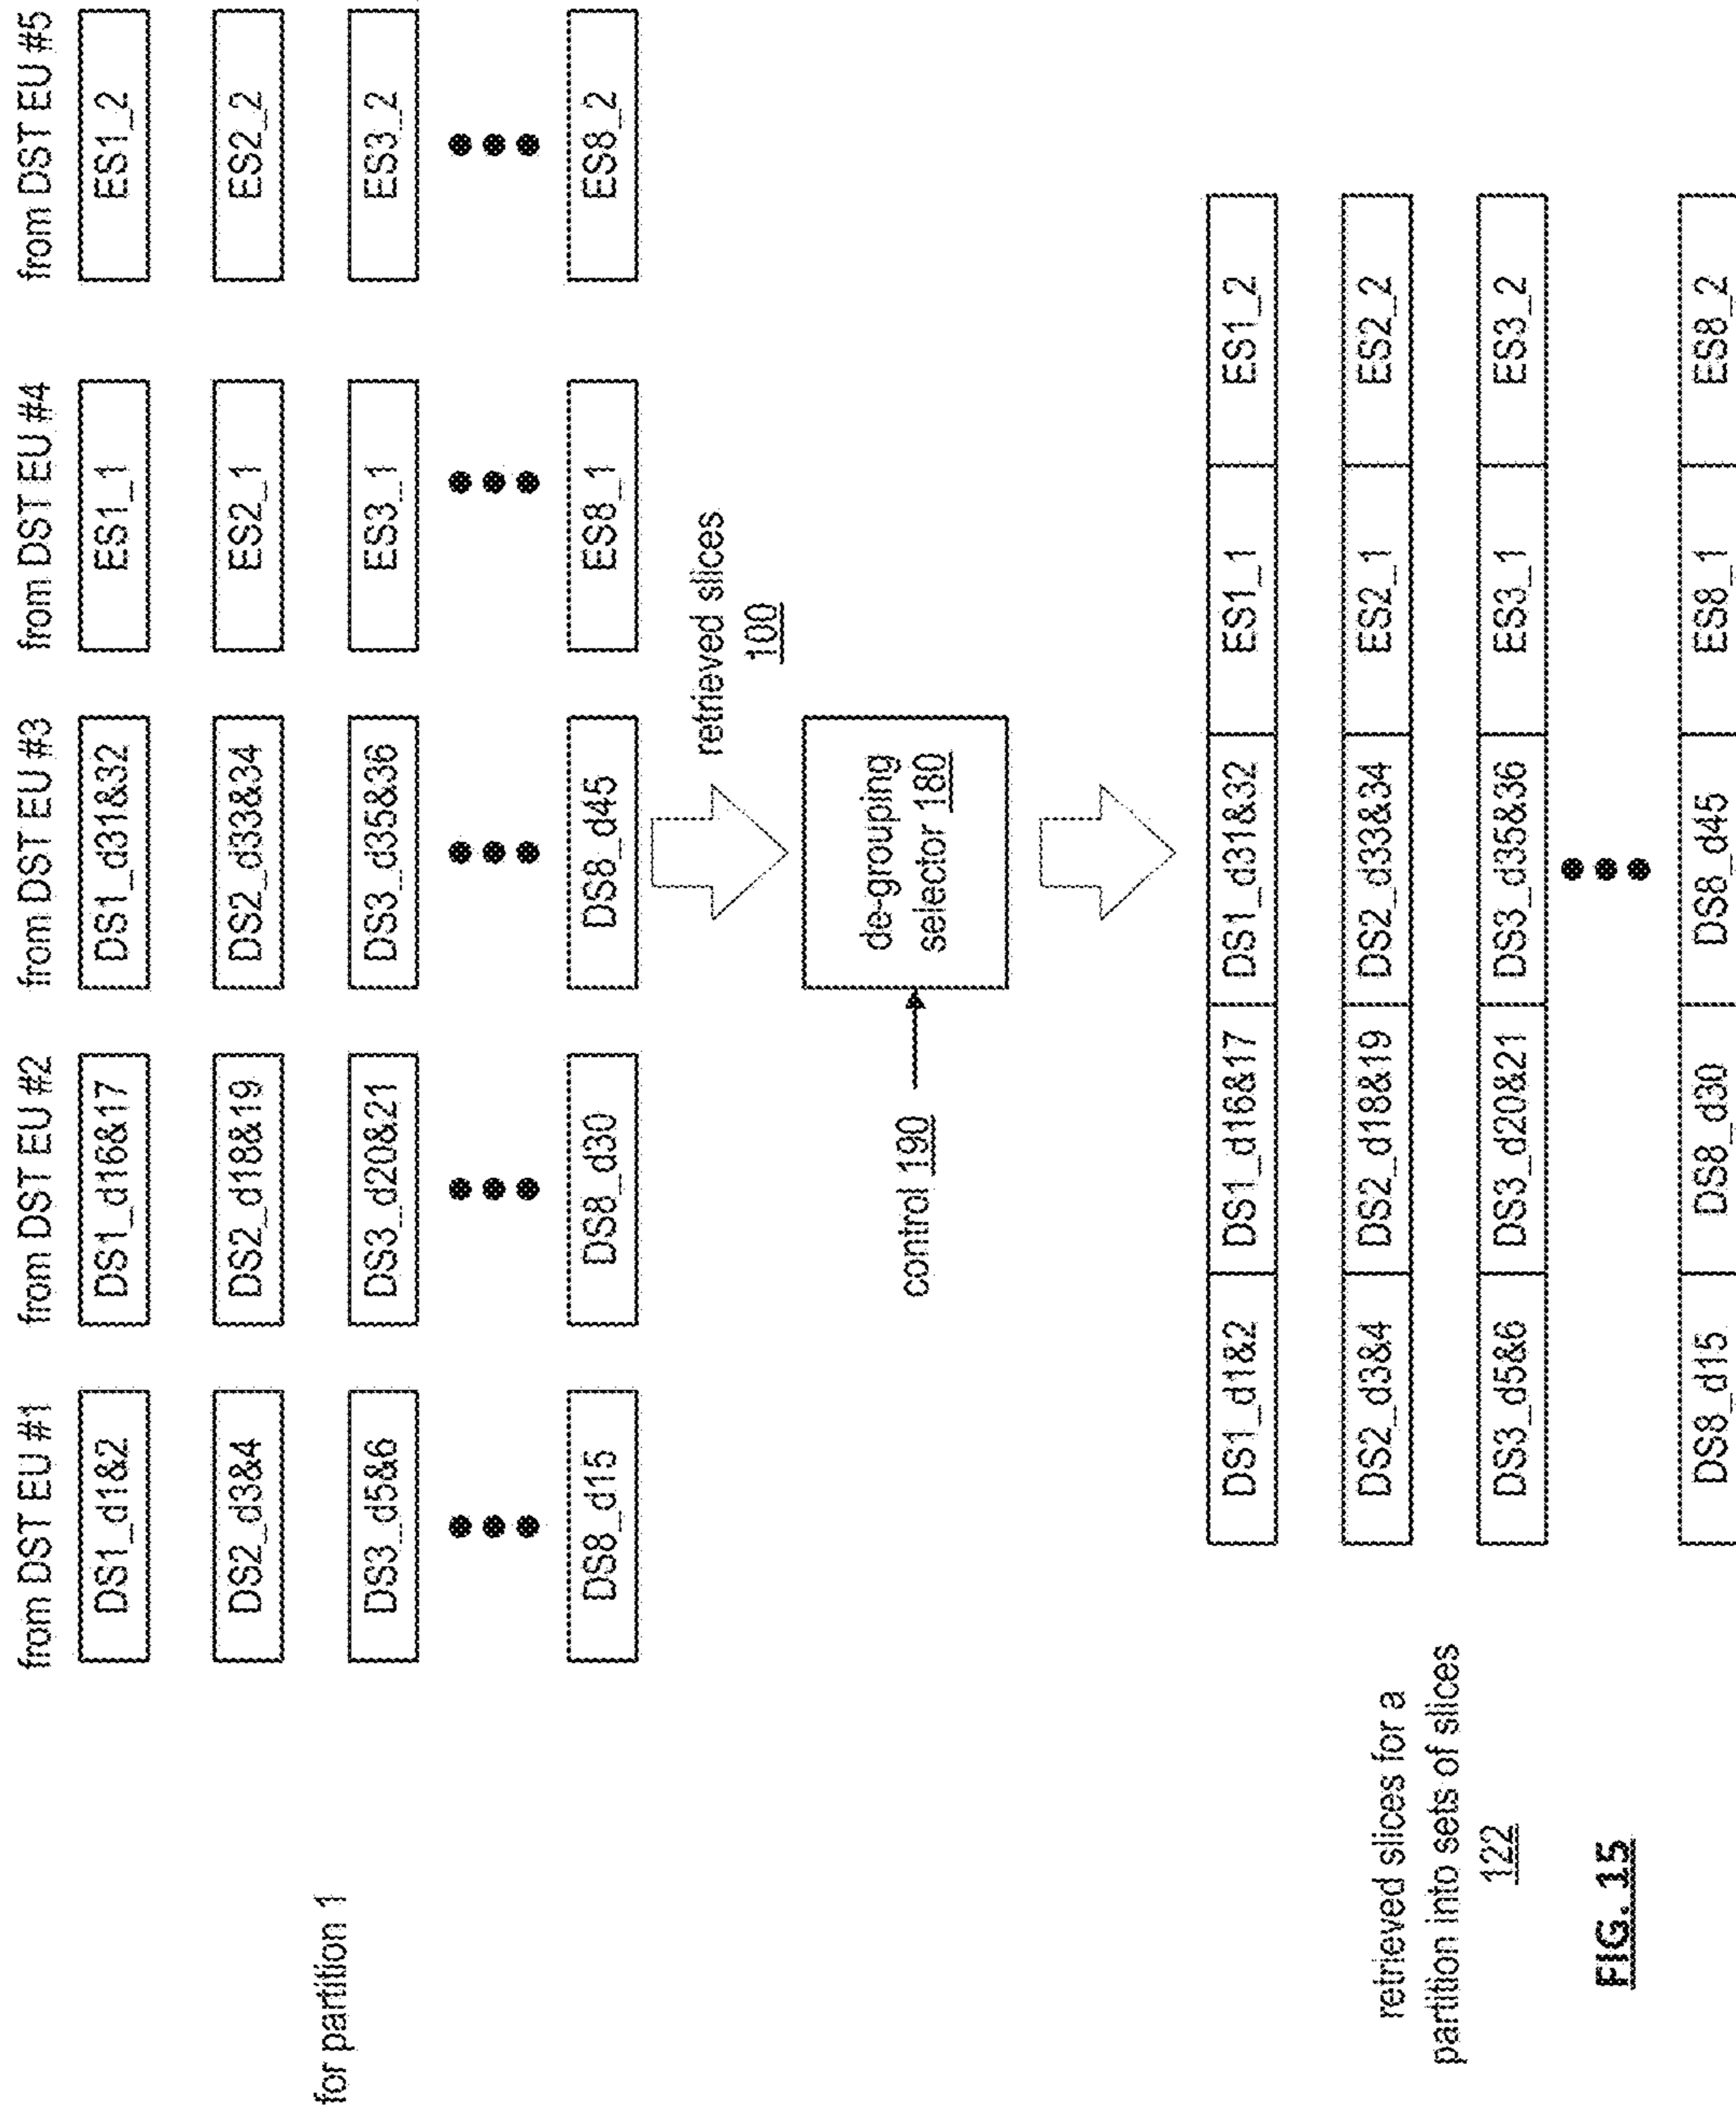 from DST EU #1
from DST EU #2
from DST EU #3
from DST EU #4
from DST EU #5
for partition 1
DS1_d1&2
DS1_d16&17
DS1_d31&32
ES1_1
ES1_2
DS2_d3&4
DS2_d18&19
DS2_d33&34
ES2_1
ES2_2
DS3_d5&6
DS3_d20&21
DS3_d35&36
ES3_1
ES3_2
DS8_d15
DS8_d30
DS8_d45
ES8_1
ES8_2
retrieved slices
100
control 190
de-grouping
selector 180
DS1_d1&2
DS1_d16&17
DS1_d31&32
ES1_1
ES1_2
DS2_d3&4
DS2_d18&19
DS2_d33&34
ES2_1
ES2_2
DS3_d5&6
DS3_d20&21
DS3_d35&36
ES3_1
ES3_2
DS8_d15
DS8_d30
DS8_d45
ES8_1
ES8_2
retrieved slices for a
partition into sets of slices
122
FIG. 15